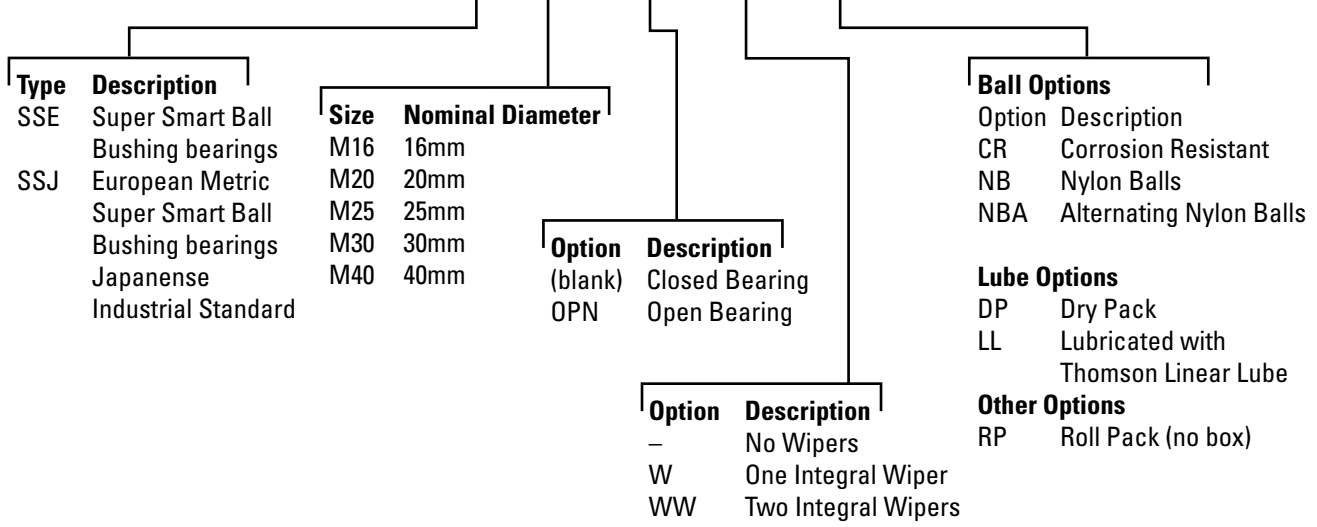 Type Description
SSE Super Smart Ball
Bushing bearings
SSJ European Metric
Super Smart Ball
Bushing bearings
Japanense
Industrial Standard
Size Nominal Diameter
M16 16mm
M20 20mm
M25 25mm
M30 30mm
M40 40mm
Option Description
(blank) Closed Bearing
OPN Open Bearing
Option Description
– No Wipers
W One Integral Wiper
WW Two Integral Wipers
Ball Options
Option Description
CR Corrosion Resistant
NB Nylon Balls
NBA Alternating Nylon Balls
Lube Options
DP Dry Pack
LL Lubricated with
Thomson Linear Lube
Other Options
RP Roll Pack (no box)